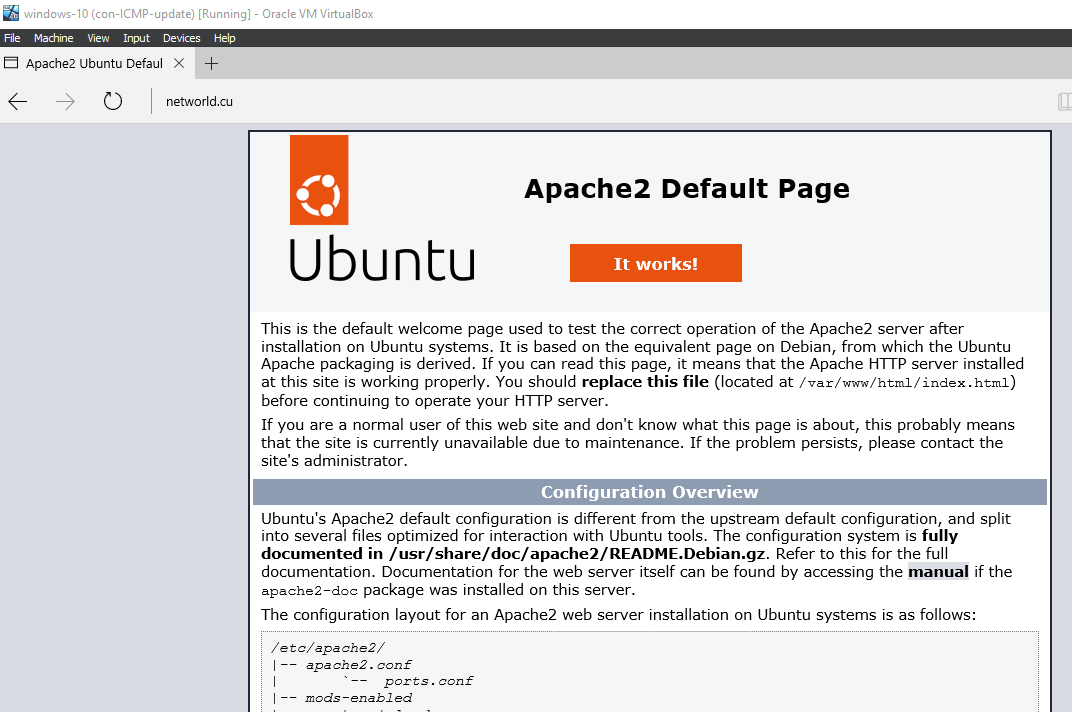 windows-10 (con-ICMP-update) [Running] - Oracle VM VirtualBox
File Machine View Input Devices Help
Apache2 Ubuntu Defaul
networld.cu
Apache2 Default Page
Ubuntu
It works!
This is the default welcome page used to test the correct operation of the Apache2 server after
installation on Ubuntu systems. It is based on the equivalent page on Debian, from which the Ubuntu
Apache packaging is derived. If you can read this page, it means that the Apache HTTP server installed
at this site is working properly. You should replace this file (located at /var/www/html/index.html)
before continuing to operate your HTTP server.
If you are a normal user of this web site and don't know what this page is about, this probably means
that the site is currently unavailable due to maintenance. If the problem persists, please contact the
site's administrator.
Configuration Overview
Ubuntu's Apache2 default configuration is different from the upstream default configuration, and split
into several files optimized for interaction with Ubuntu tools. The configuration system is fully
documented in /usr/share/doc/apache2/README.Debian.gz. Refer to this for the full
documentation. Documentation for the web server itself can be found by accessing the manual if the
apache2-doc package was installed on this server.
The configuration layout for an Apache2 web server installation on Ubuntu systems is as follows:
/etc/apache2/
|-- apache2.conf
|       `--  ports.conf
|-- mods-enabled